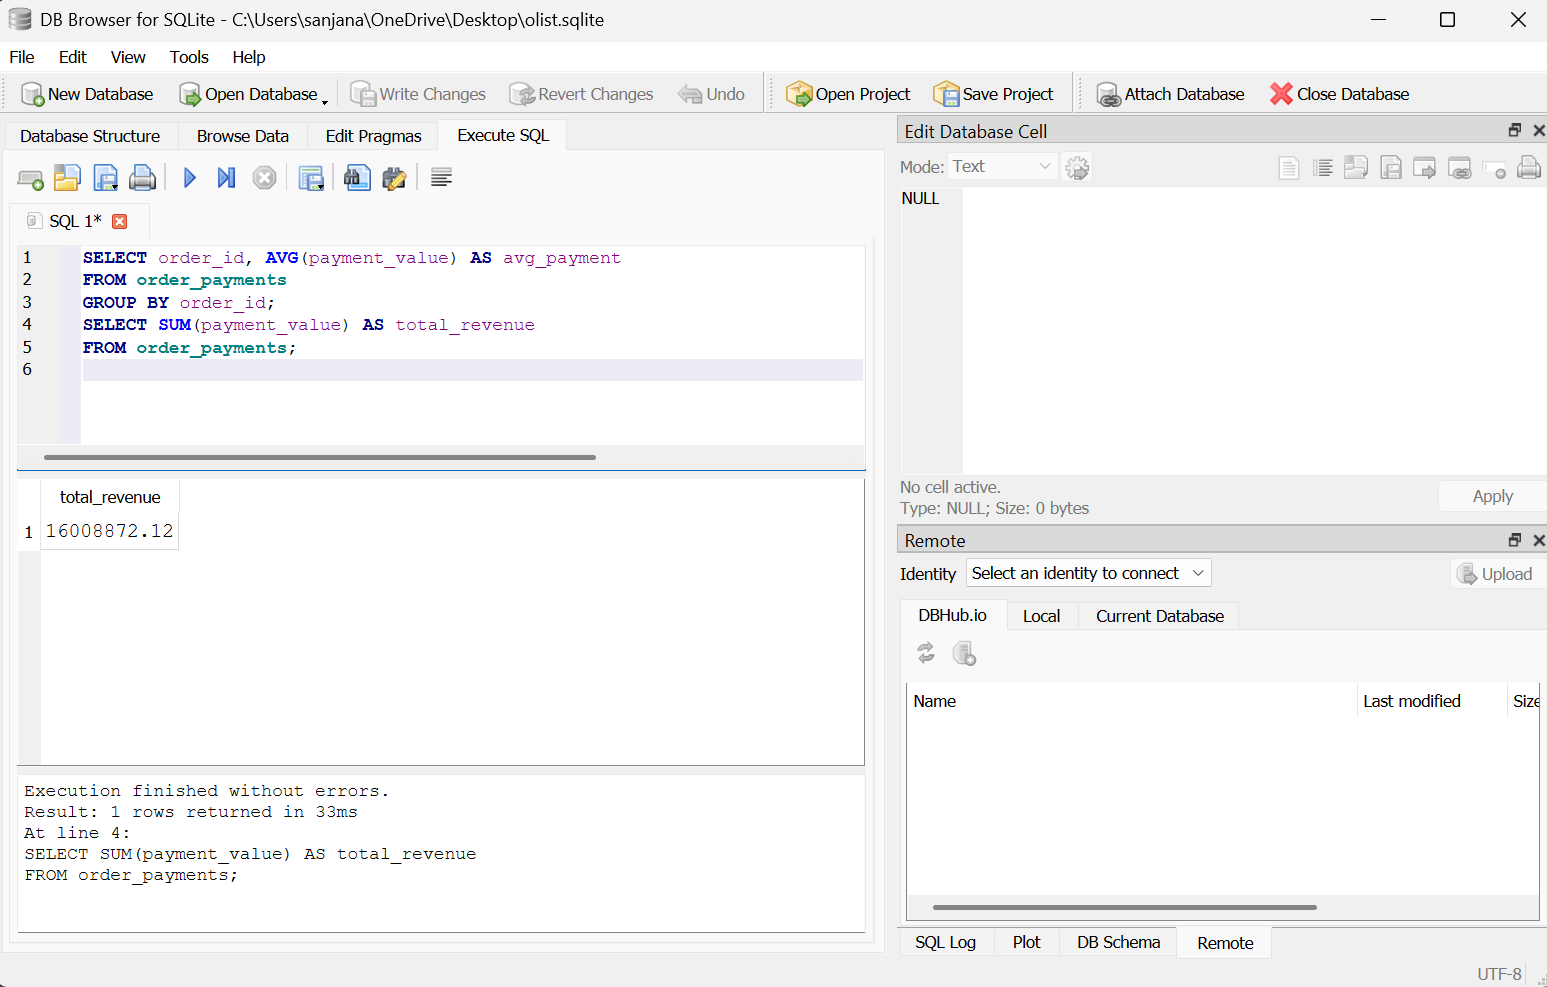 DB Browser for SQLite - C:\Users\sanjana\OneDrive\Desktop\olist.sqlite
File Edit View Tools Help
New Database Open Database Write Changes Revert Changes Undo Open Project Save Project Attach Database Close Database
Database Structure Browse Data Edit Pragmas Execute SQL
SQL 1*
1 SELECT order_id, AVG(payment_value) AS avg_payment
2 FROM order_payments
3 GROUP BY order_id;
4 SELECT SUM(payment_value) AS total_revenue
5 FROM order_payments;
6
total_revenue
1 16008872.12
Execution finished without errors.
Result: 1 rows returned in 33ms
At line 4:
SELECT SUM(payment_value) AS total_revenue
FROM order_payments;
Edit Database Cell
Mode: Text
NULL
No cell active.
Type: NULL; Size: 0 bytes
Apply
Remote
Identity Select an identity to connect Upload
DBHub.io Local Current Database
Name Last modified Size
SQL Log Plot DB Schema Remote
UTF-8